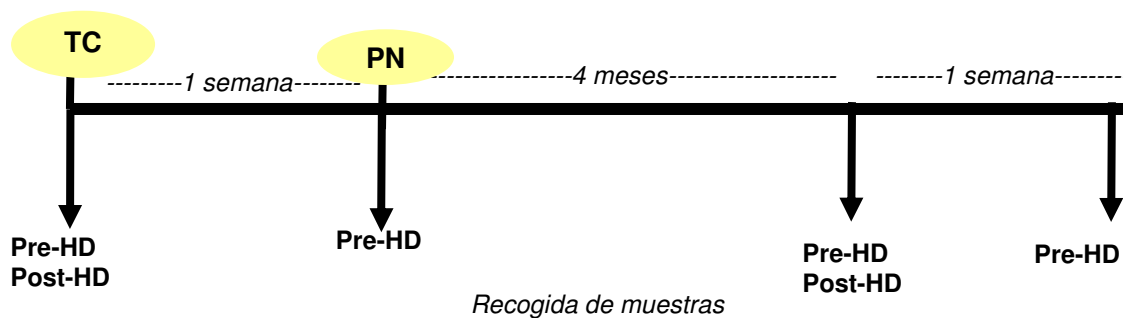 TC
PN
---------1 semana--------
-----------------4 meses--------------------
---------1 semana---------
Pre-HD
Post-HD
Pre-HD
Pre-HD
Post-HD
Pre-HD
Recogida de muestras